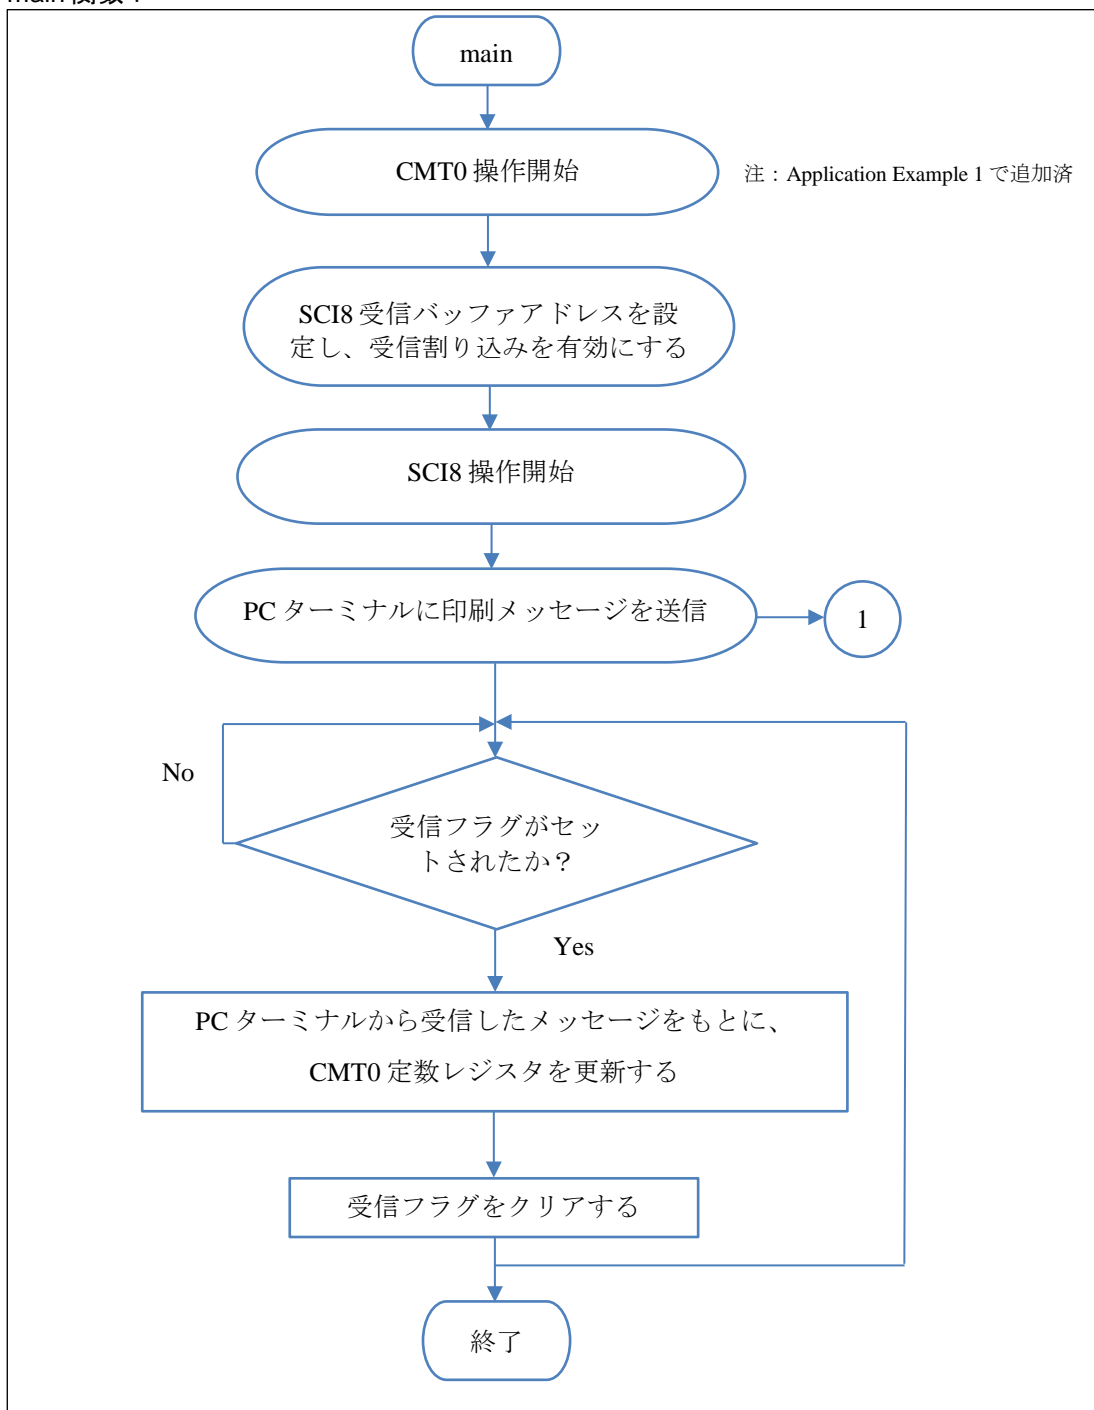 main
CMT0 操作開始
注：Application Example 1 で追加済
SCI8 受信バッファアドレスを設
定し、受信割り込みを有効にする
SCI8 操作開始
PC ターミナルに印刷メッセージを送信
1
No
受信フラグがセッ
トされたか？
Yes
PC ターミナルから受信したメッセージをもとに、
CMT0 定数レジスタを更新する
受信フラグをクリアする
終了